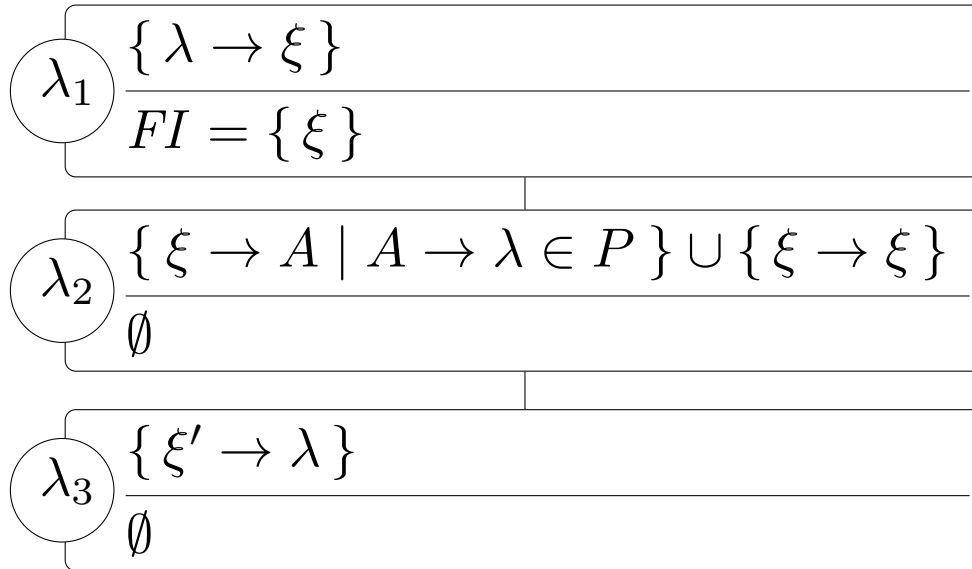 λ₁
{ λ → ξ }
FI = { ξ }
λ₂
{ ξ → A | A → λ ∈ P } ∪ { ξ → ξ }
∅
λ₃
{ ξ′ → λ }
∅